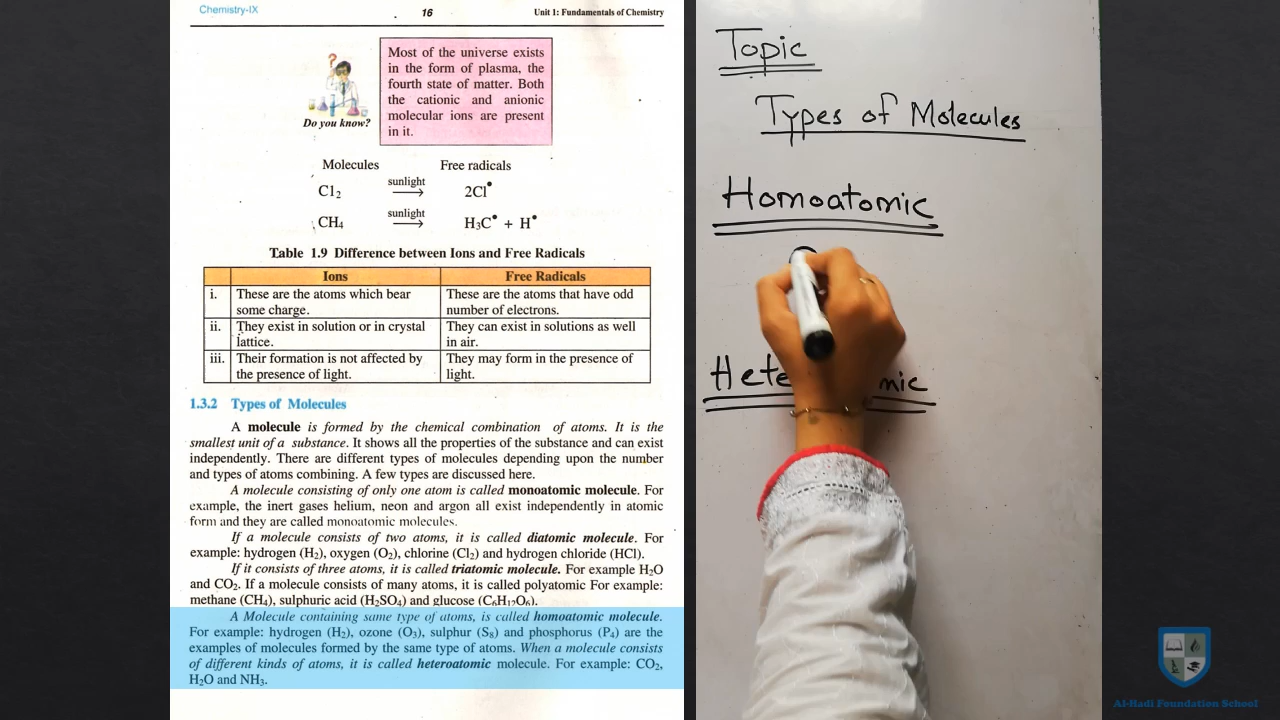 Chemistry-IX
16
Unit 1: Fundamentals of Chemistry
Do you know?
Most of the universe exists
in the form of plasma, the
fourth state of matter. Both
the cationic and anionic
molecular ions are present
in it.
Molecules Free radicals
Cl₂ sunlight → 2Cl•
CH₄ sunlight → H₃C• + H•
Table 1.9 Difference between Ions and Free Radicals
Ions Free Radicals
i. These are the atoms which bear some charge. These are the atoms that have odd number of electrons.
ii. They exist in solution or in crystal lattice. They can exist in solutions as well in air.
iii. Their formation is not affected by the presence of light. They may form in the presence of light.
1.3.2 Types of Molecules
A molecule is formed by the chemical combination of atoms. It is the
smallest unit of a substance. It shows all the properties of the substance and can exist
independently. There are different types of molecules depending upon the number
and types of atoms combining. A few types are discussed here.
A molecule consisting of only one atom is called monoatomic molecule. For
example, the inert gases helium, neon and argon all exist independently in atomic
form and they are called monoatomic molecules.
If a molecule consists of two atoms, it is called diatomic molecule. For
example: hydrogen (H₂), oxygen (O₂), chlorine (Cl₂) and hydrogen chloride (HCl).
If it consists of three atoms, it is called triatomic molecule. For example H₂O
and CO₂. If a molecule consists of many atoms, it is called polyatomic For example:
methane (CH₄), sulphuric acid (H₂SO₄) and glucose (C₆H₁₂O₆).
A Molecule containing same type of atoms, is called homoatomic molecule.
For example: hydrogen (H₂), ozone (O₃), sulphur (S₈) and phosphorus (P₄) are the
examples of molecules formed by the same type of atoms. When a molecule consists
of different kinds of atoms, it is called heteroatomic molecule. For example: CO₂,
H₂O and NH₃.
Topic
Types of Molecules
Homoatomic
Al-Hadi Foundation School